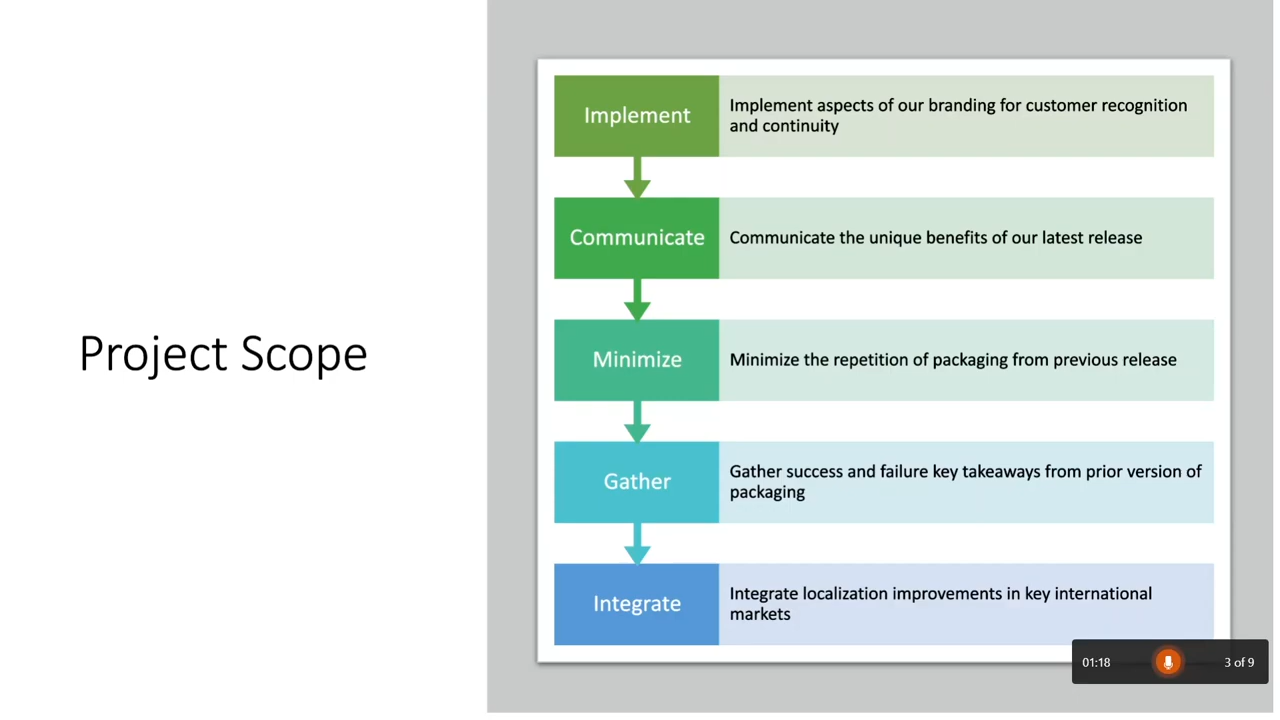 Project Scope
Implement
Implement aspects of our branding for customer recognition
and continuity
Communicate
Communicate the unique benefits of our latest release
Minimize
Minimize the repetition of packaging from previous release
Gather
Gather success and failure key takeaways from prior version of
packaging
Integrate
Integrate localization improvements in key international
markets
01:18
3 of 9